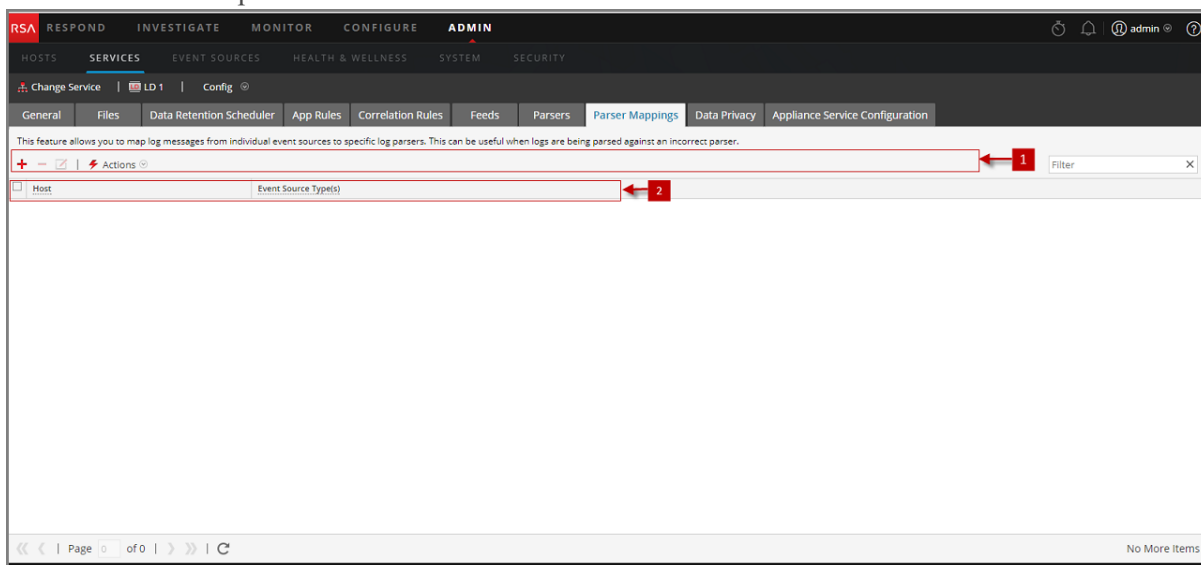 RSA RESPOND INVESTIGATE MONITOR CONFIGURE ADMIN admin ?
HOSTS SERVICES EVENT SOURCES HEALTH & WELLNESS SYSTEM SECURITY
Change Service | LD 1 | Config
General Files Data Retention Scheduler App Rules Correlation Rules Feeds Parsers Parser Mappings Data Privacy Appliance Service Configuration
This feature allows you to map log messages from individual event sources to specific log parsers. This can be useful when logs are being parsed against an incorrect parser.
+ − | Actions 1 Filter X
Host Event Source Type(s) 2
| Page 0 of 0 | | No More Items